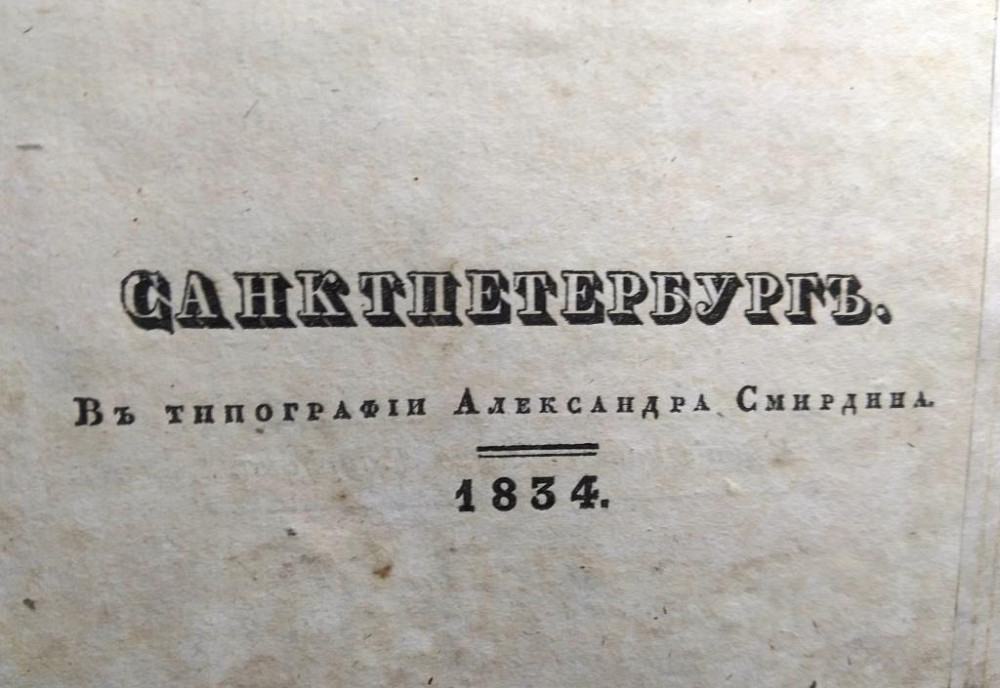 САНКТПЕТЕРБУРГЪ.
Въ типографіи Александра Смирдина.
1834.